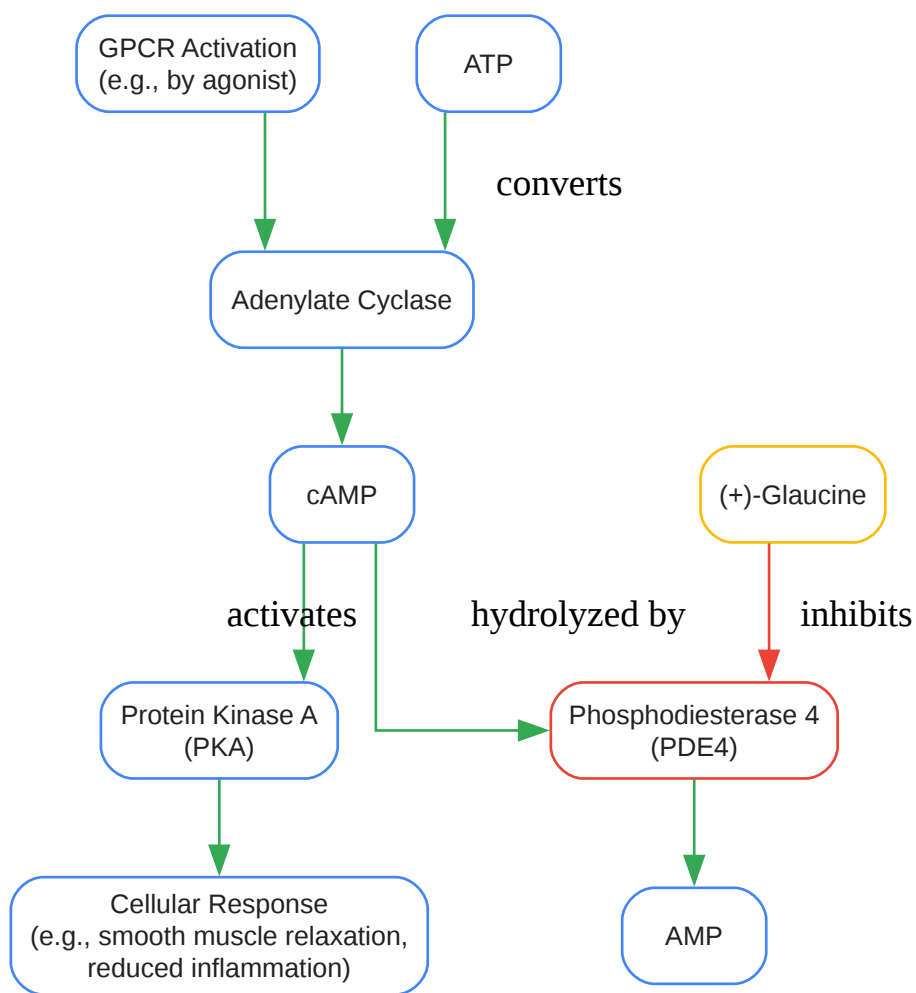 GPCR Activation
(e.g., by agonist)
ATP
converts
Adenylate Cyclase
cAMP
(+)-Glaucine
activates
hydrolyzed by
inhibits
Protein Kinase A
(PKA)
Phosphodiesterase 4
(PDE4)
Cellular Response
(e.g., smooth muscle relaxation,
reduced inflammation)
AMP